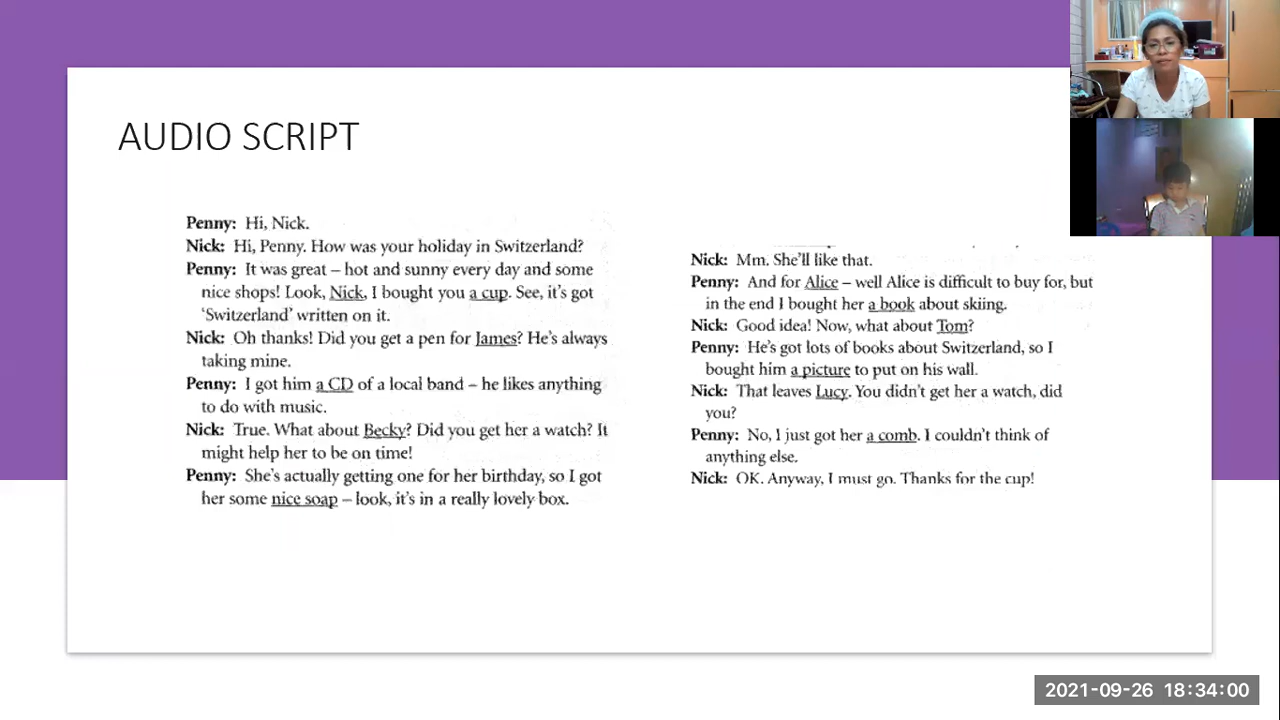 AUDIO SCRIPT
Penny: Hi, Nick.
Nick: Hi, Penny. How was your holiday in Switzerland?
Penny: It was great – hot and sunny every day and some
nice shops! Look, Nick, I bought you a cup. See, it's got
'Switzerland' written on it.
Nick: Oh thanks! Did you get a pen for James? He's always
taking mine.
Penny: I got him a CD of a local band – he likes anything
to do with music.
Nick: True. What about Becky? Did you get her a watch? It
might help her to be on time!
Penny: She's actually getting one for her birthday, so I got
her some nice soap – look, it's in a really lovely box.
Nick: Mm. She'll like that.
Penny: And for Alice – well Alice is difficult to buy for, but
in the end I bought her a book about skiing.
Nick: Good idea! Now, what about Tom?
Penny: He's got lots of books about Switzerland, so I
bought him a picture to put on his wall.
Nick: That leaves Lucy. You didn't get her a watch, did
you?
Penny: No, I just got her a comb. I couldn't think of
anything else.
Nick: OK. Anyway, I must go. Thanks for the cup!
2021-09-26 18:34:00